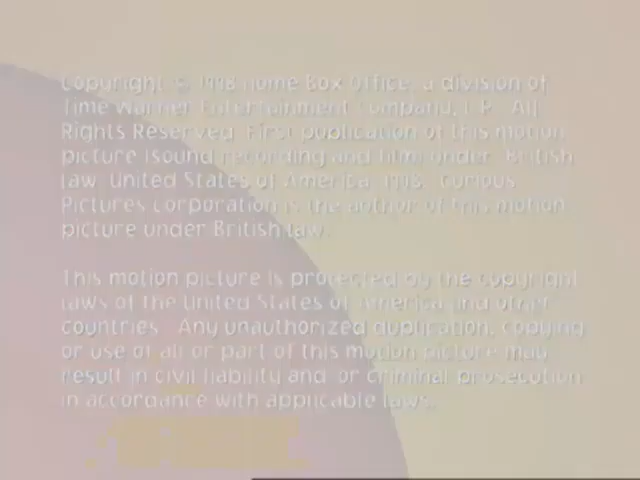 Copyright © 1998 Home Box Office, a division of
Time Warner Entertainment Company, L.P. All
Rights Reserved. First publication of this motion
picture (sound recording and film) under British
law: United States of America, 1998. Curious
Pictures Corporation is the author of this motion
picture under British law.
This motion picture is protected by the copyright
laws of the United States of America and other
countries. Any unauthorized duplication, copying
or use of all or part of this motion picture may
result in civil liability and/or criminal prosecution
in accordance with applicable laws.